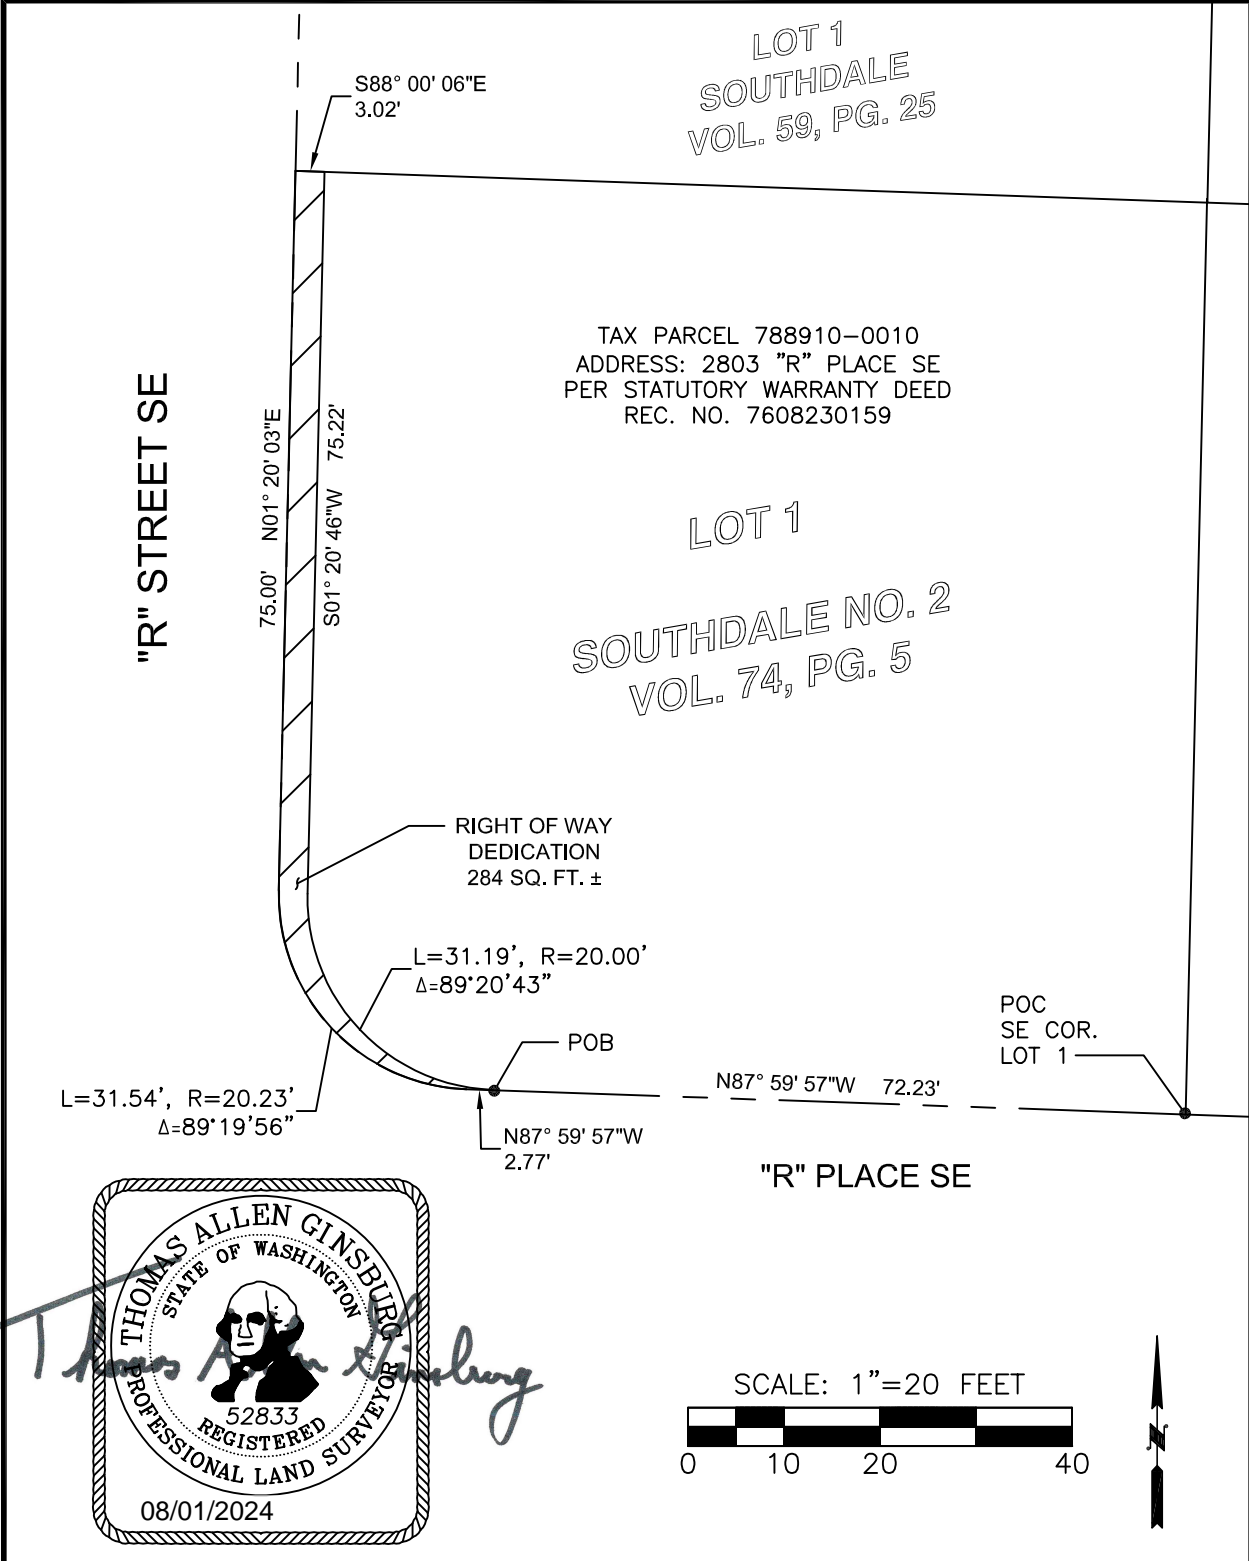 LOT 1
SOUTHDALE
VOL. 59, PG. 25
S88° 00' 06"E
3.02'
TAX PARCEL 788910-0010
ADDRESS: 2803 "R" PLACE SE
PER STATUTORY WARRANTY DEED
REC. NO. 7608230159
"R" STREET SE
75.00' N01° 20' 03"E
S01° 20' 46"W 75.22'
LOT 1
SOUTHDALE NO. 2
VOL. 74, PG. 5
RIGHT OF WAY
DEDICATION
284 SQ. FT. ±
L=31.19', R=20.00'
Δ=89°20'43"
POB
POC
SE COR.
LOT 1
L=31.54', R=20.23'
Δ=89°19'56"
N87° 59' 57"W 72.23'
N87° 59' 57"W
2.77'
"R" PLACE SE
THOMAS ALLEN GINSBURG
STATE OF WASHINGTON
Thomas Allen Ginsburg
52833
REGISTERED
PROFESSIONAL LAND SURVEYOR
08/01/2024
SCALE: 1"=20 FEET
0 10 20 40
N